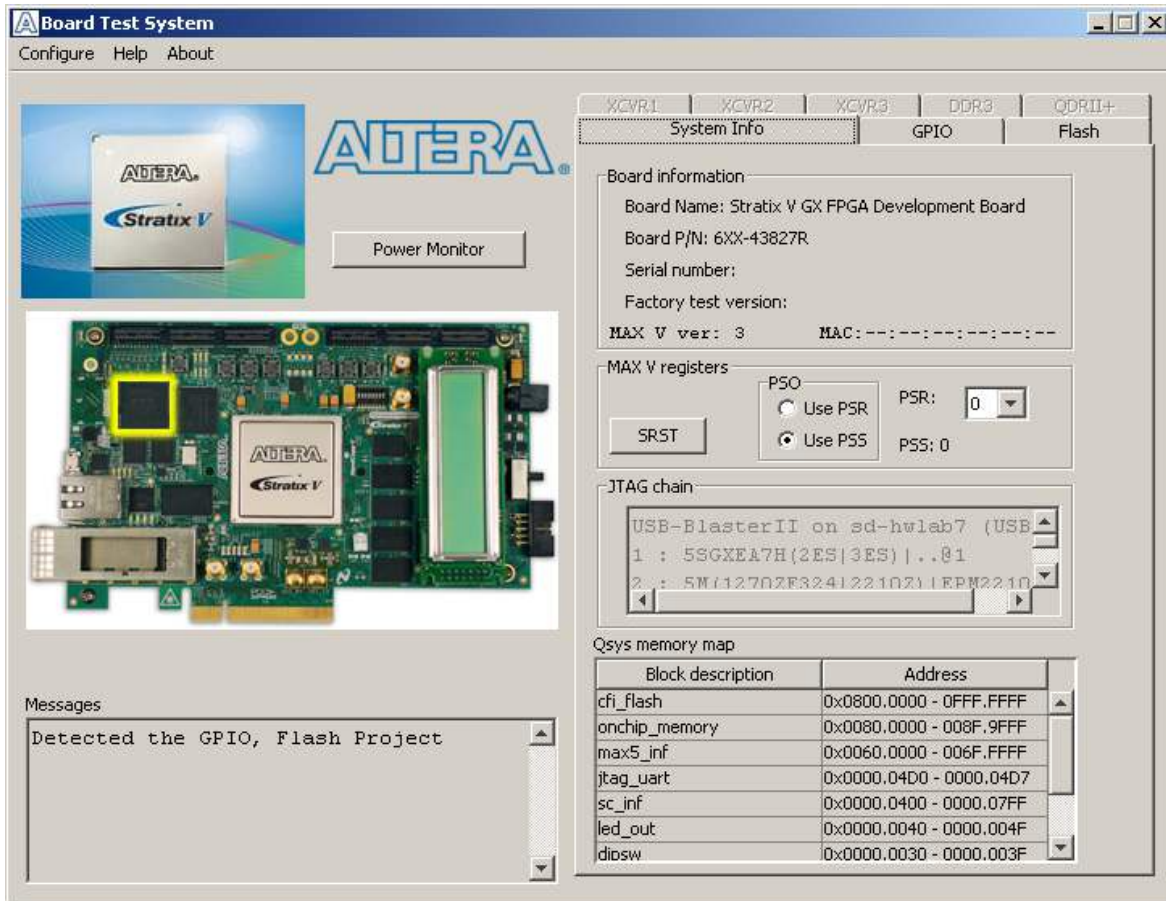 Board Test System
Configure Help About
ALTERA®
Stratix V
ALTERA®
Power Monitor
ALTERA®
Stratix V
Messages
Detected the GPIO, Flash Project
XCVR1 XCVR2 XCVR3 DDR3 QDRII+
System Info GPIO Flash
Board information
Board Name: Stratix V GX FPGA Development Board
Board P/N: 6XX-43827R
Serial number:
Factory test version:
MAX V ver: 3 MAC:--:--:--:--:--:--
MAX V registers
SRST
PSO
Use PSR
Use PSS
PSR: 0
PSS: 0
JTAG chain
USB-BlasterII on sd-hwlab7 (USB
1 : 5SGXEA7H(2ES|3ES)|..@1
2 : 5M(1270ZF324|2210Z)|EPM2210
Qsys memory map
Block description Address
cfi_flash 0x0800.0000 - 0FFF.FFFF
onchip_memory 0x0080.0000 - 008F.9FFF
max5_inf 0x0060.0000 - 006F.FFFF
jtag_uart 0x0000.04D0 - 0000.04D7
sc_inf 0x0000.0400 - 0000.07FF
led_out 0x0000.0040 - 0000.004F
dipsw 0x0000.0030 - 0000.003F